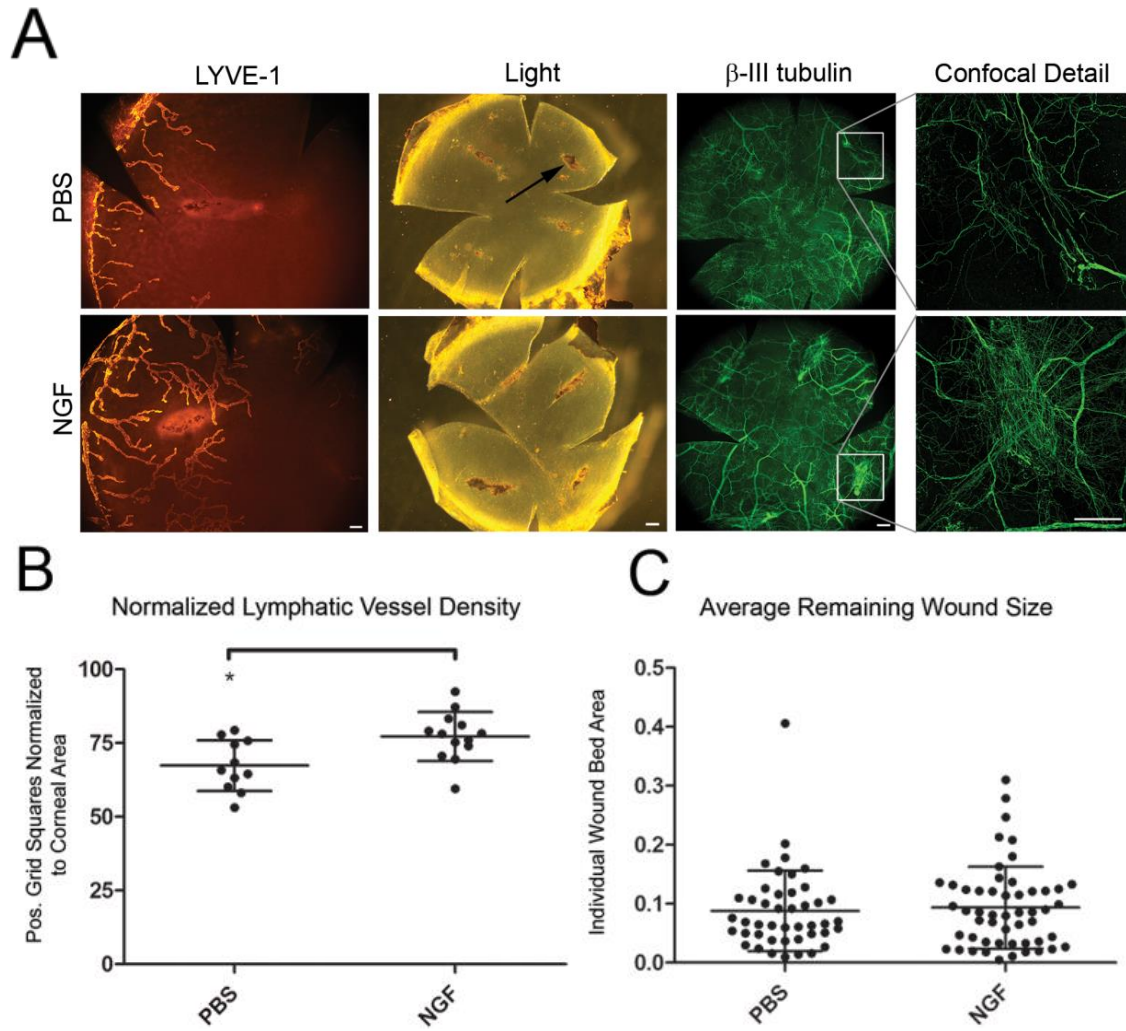 A
LYVE-1
Light
β-III tubulin
Confocal Detail
PBS
NGF
B
Normalized Lymphatic Vessel Density
Pos. Grid Squares Normalized
to Corneal Area
100
75
50
25
0
*
PBS
NGF
C
Average Remaining Wound Size
Individual Wound Bed Area
0.5
0.4
0.3
0.2
0.1
0.0
PBS
NGF